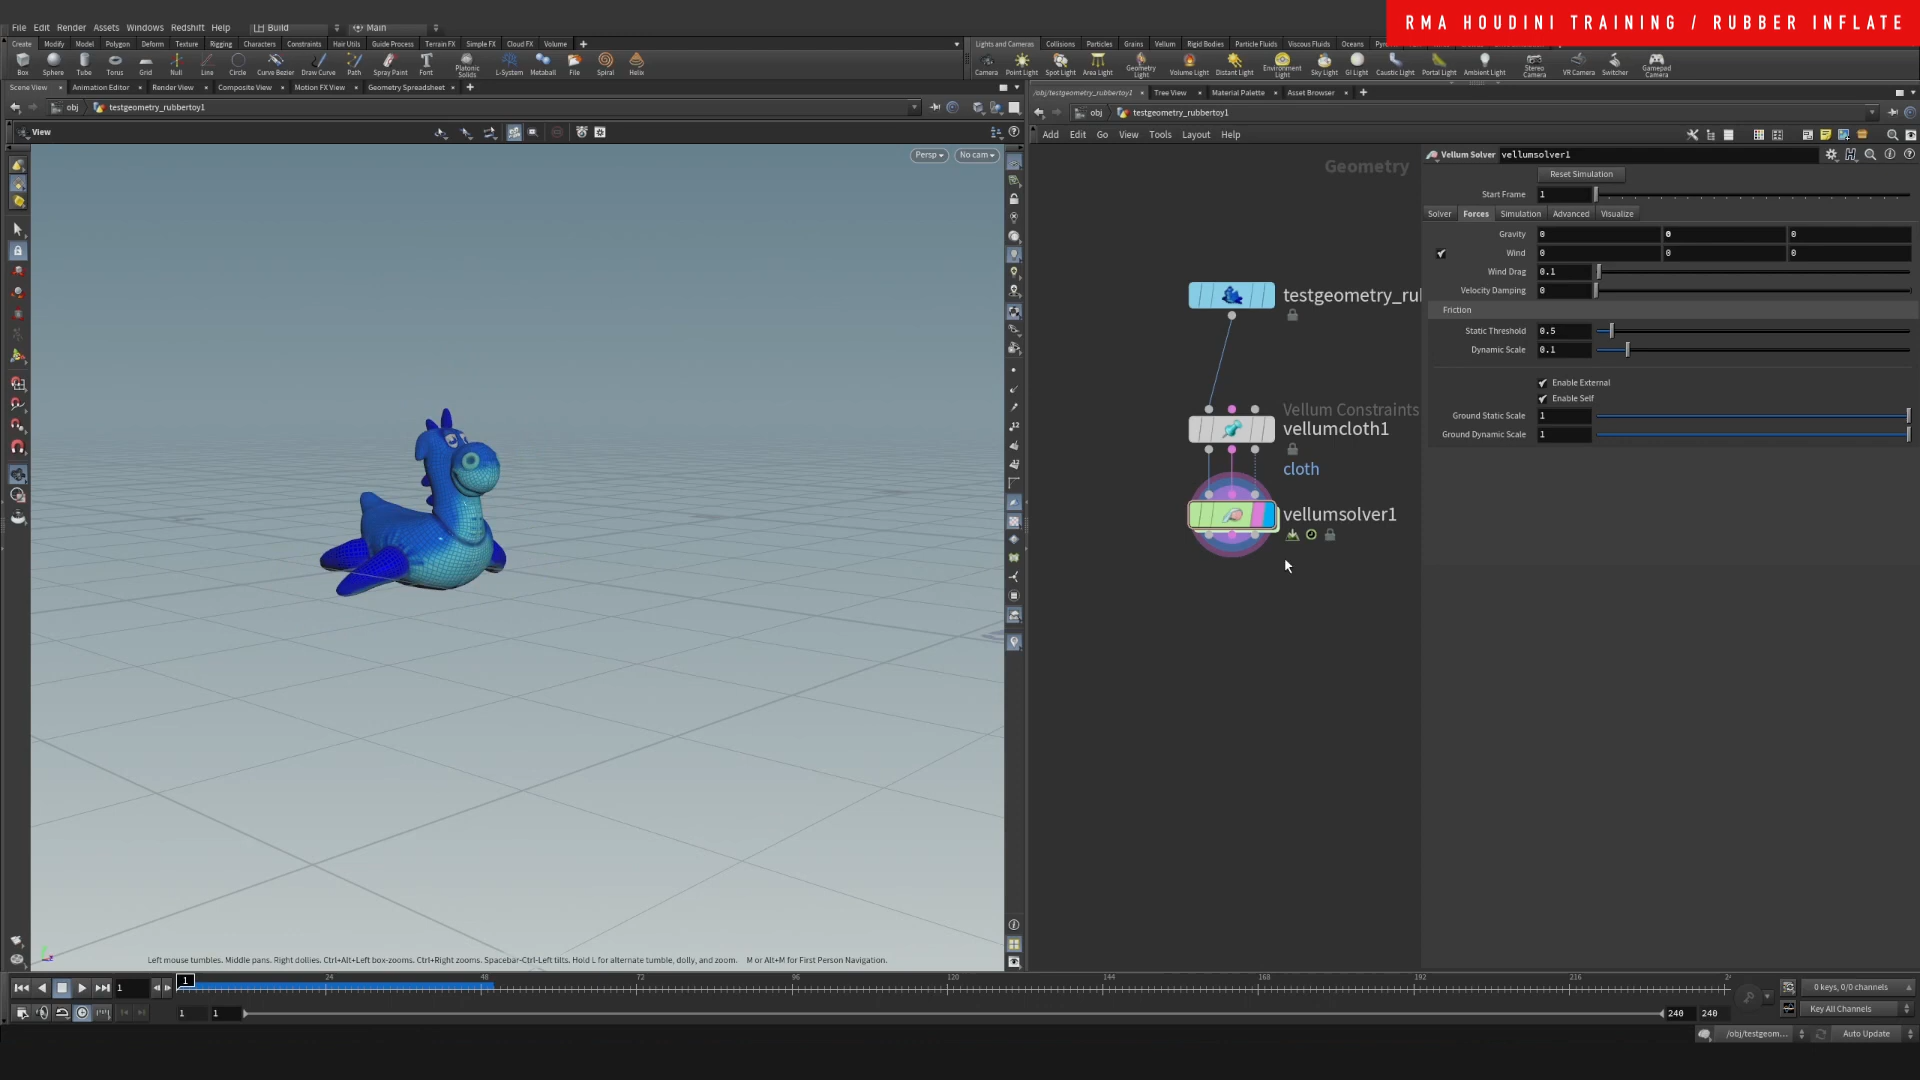 RMA HOUDINI TRAINING / RUBBER INFLATE
File Edit Render Assets Windows Redshift Help Build Main
Create Modify Model Polygon Deform Texture Rigging Characters Constraints Hair Utils Guide Process Terrain FX Simple FX Cloud FX Volume
Lights and Cameras Collisions Particles Grains Vellum Rigid Bodies Particle Fluids Viscous Fluids Oceans
Box Sphere Tube Torus Grid Null Line Circle Curve Bezier Draw Curve Path Spray Paint Font Platonic Solids L-System Metaball File Spiral Helix
Camera Point Light Spot Light Area Light Geometry Light Volume Light Distant Light Environment Light Sky Light GI Light Caustic Light Portal Light Ambient Light Stereo Camera VR Camera Switcher Gamepad Camera
Scene View Animation Editor Render View Composite View Motion FX View Geometry Spreadsheet
/obj/testgeometry_rubbertoy1 Tree View Material Palette Asset Browser
obj testgeometry_rubbertoy1
obj testgeometry_rubbertoy1
View
Add Edit Go View Tools Layout Help
Persp No cam
Geometry
testgeometry_rub
Vellum Constraints
vellumcloth1
cloth
vellumsolver1
Vellum Solver vellumsolver1
Reset Simulation
Start Frame 1
Solver Forces Simulation Advanced Visualize
Gravity 0 0 0
Wind 0 0 0
Wind Drag 0.1
Velocity Damping 0
Friction
Static Threshold 0.5
Dynamic Scale 0.1
Enable External
Enable Self
Ground Static Scale 1
Ground Dynamic Scale 1
Left mouse tumbles. Middle pans. Right dollies. Ctrl+Alt+Left box-zooms. Ctrl+Right zooms. Spacebar-Ctrl-Left tilts. Hold L for alternate tumble, dolly, and zoom. M or Alt+M for First Person Navigation.
1 1 24 48 72 96 120 144 168 192 216
0 keys, 0/0 channels
1 1 240 240
Key All Channels
/obj/testgeom... Auto Update